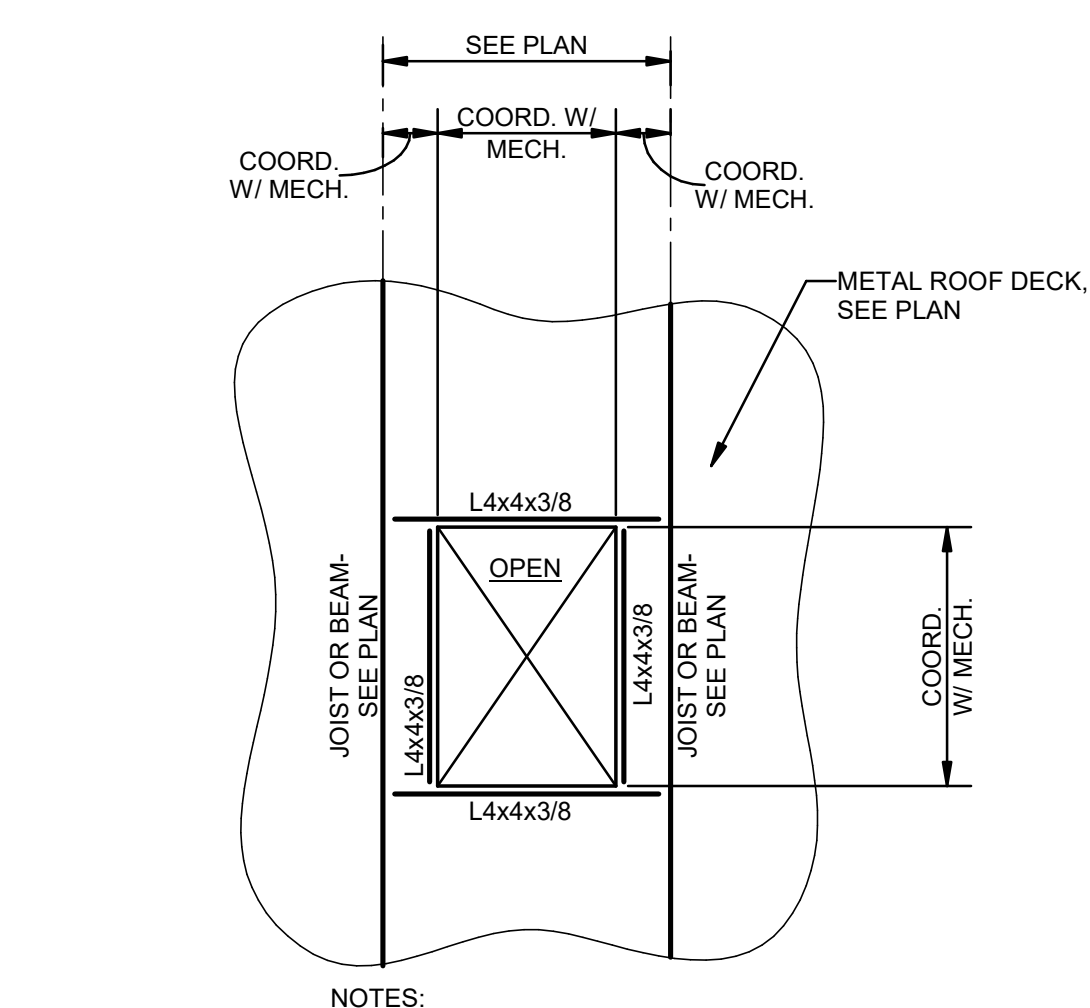 SEE PLAN
COORD. W/
MECH.
COORD.
W/ MECH.
COORD.
W/ MECH.
METAL ROOF DECK,
SEE PLAN
L4x4x3/8
OPEN
JOIST OR BEAM-
SEE PLAN
L4x4x3/8
L4x4x3/8
JOIST OR BEAM-
SEE PLAN
COORD.
W/ MECH.
L4x4x3/8
NOTES: